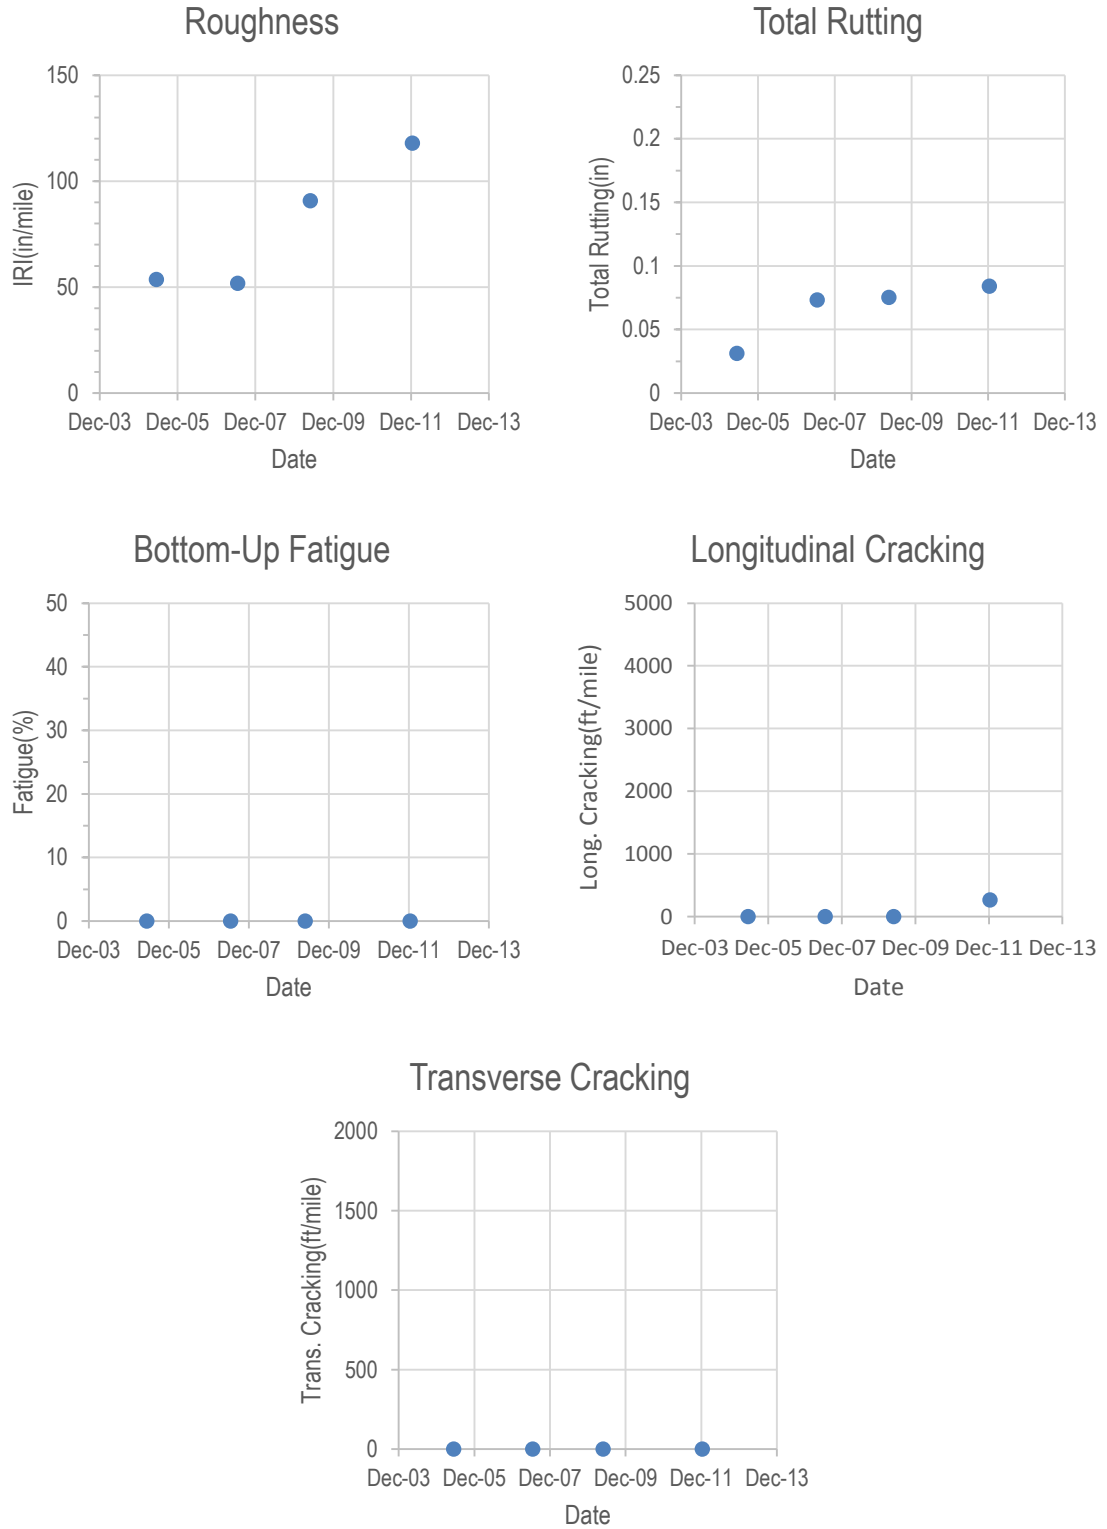 Roughness
150
100
50
0
IRI(in/mile)
Dec-03 Dec-05 Dec-07 Dec-09 Dec-11 Dec-13
Date
Total Rutting
0.25
0.2
0.15
0.1
0.05
0
Total Rutting(in)
Dec-03 Dec-05 Dec-07 Dec-09 Dec-11 Dec-13
Date
Bottom-Up Fatigue
50
40
30
20
10
0
Fatigue(%)
Dec-03 Dec-05 Dec-07 Dec-09 Dec-11 Dec-13
Date
Longitudinal Cracking
5000
4000
3000
2000
1000
0
Long. Cracking(ft/mile)
Dec-03 Dec-05 Dec-07 Dec-09 Dec-11 Dec-13
Date
Transverse Cracking
2000
1500
1000
500
0
Trans. Cracking(ft/mile)
Dec-03 Dec-05 Dec-07 Dec-09 Dec-11 Dec-13
Date